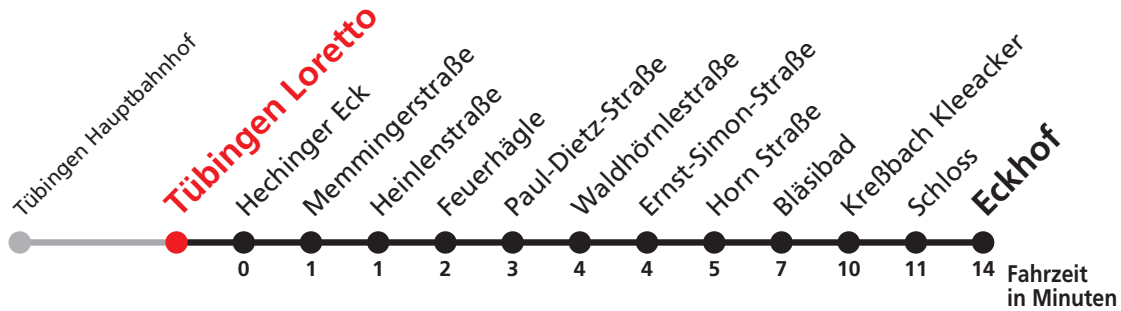 Tübingen Hauptbahnhof
Tübingen Loretto
Hechinger Eck
Memmingerstraße
Heinlenstraße
Feuerhägle
Paul-Dietz-Straße
Waldhörnlestraße
Ernst-Simon-Straße
Horn Straße
Bläsibad
Kreßbach Kleeacker
Schloss
Eckhof
0 1 1 2 3 4 4 5 7 10 11 14
Fahrzeit
in Minuten